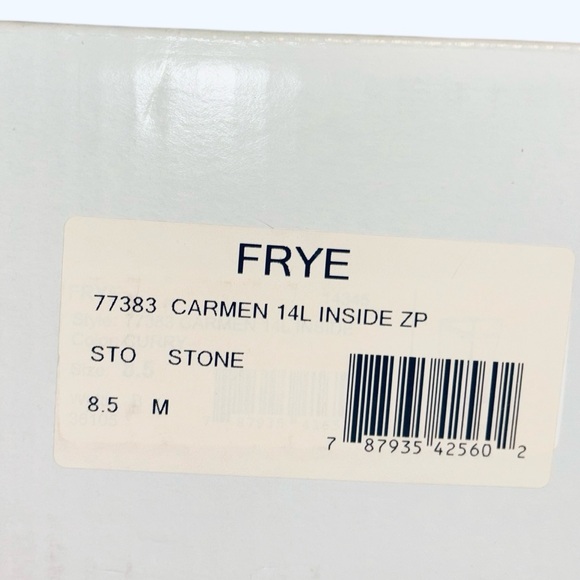 FRYE
77383 CARMEN 14L INSIDE ZP
STO STONE
8.5 M
7 87935 42560 2